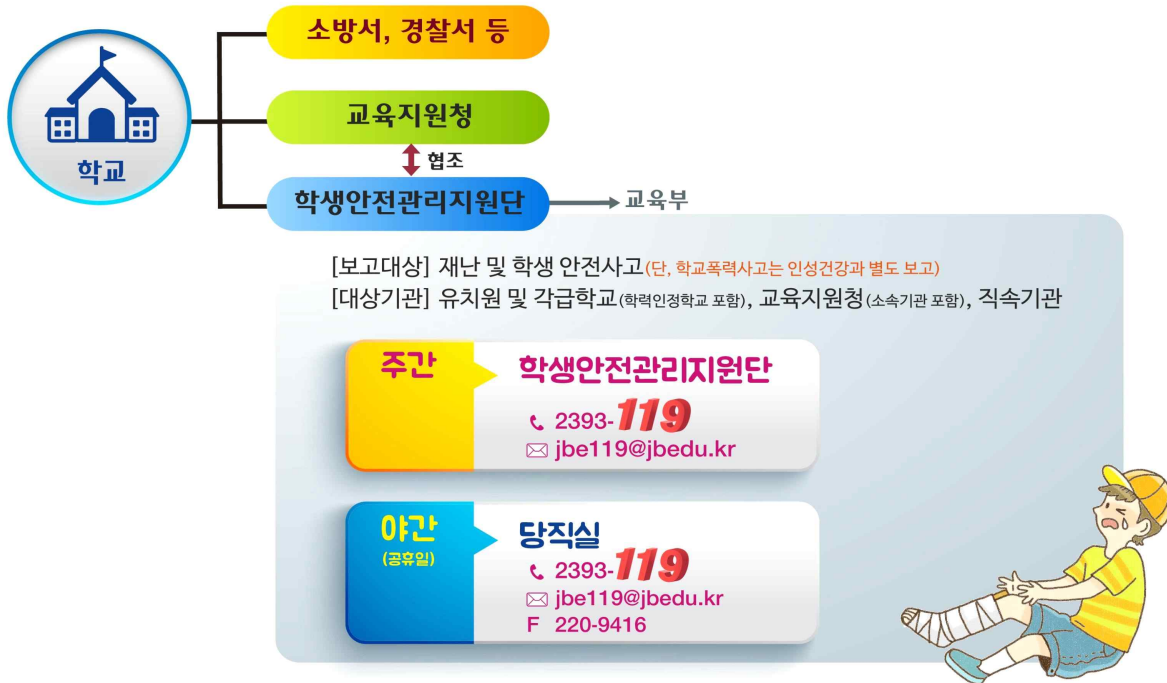 소방서, 경찰서 등
학교
교육지원청
협조
학생안전관리지원단
교육부
[보고대상] 재난 및 학생 안전사고(단, 학교폭력사고는 인성건강과 별도 보고)
[대상기관] 유치원 및 각급학교(학력인정학교 포함), 교육지원청(소속기관 포함), 직속기관
주간
학생안전관리지원단
2393-119
jbe119@jbedu.kr
야간
(공휴일)
당직실
2393-119
jbe119@jbedu.kr
F 220-9416